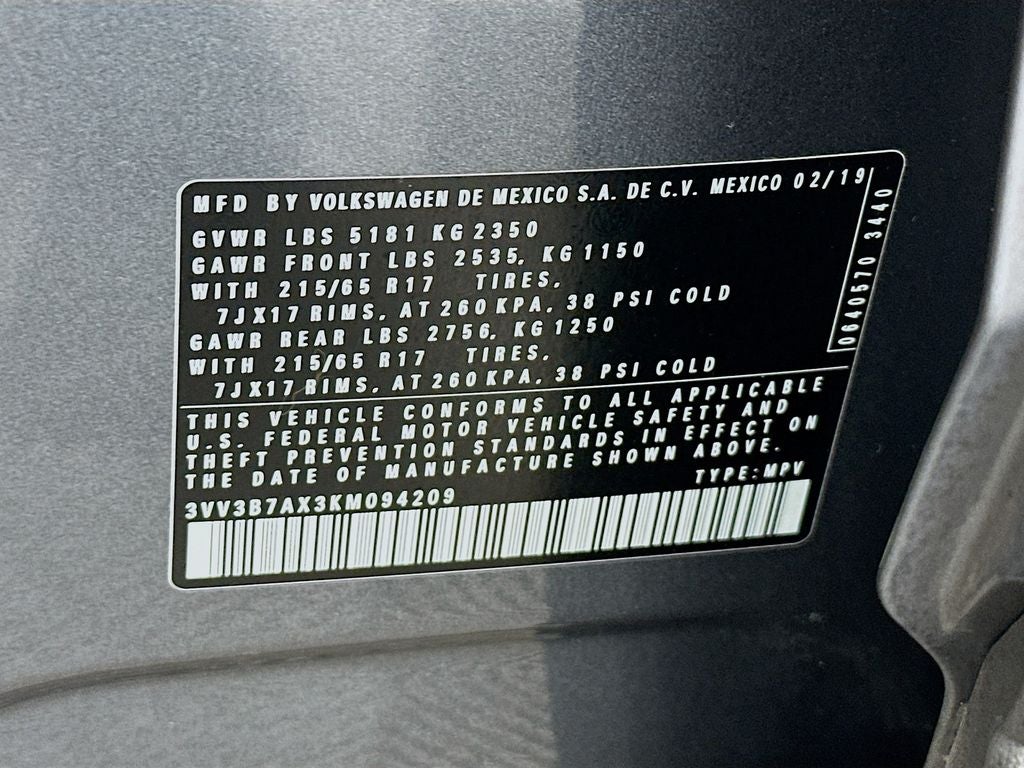 MFD BY VOLKSWAGEN DE MEXICO S.A. DE C.V. MEXICO 02/19
GVWR LBS 5181 KG 2350
GAWR FRONT LBS 2535, KG 1150
WITH 215/65 R17 TIRES,
7JX17 RIMS, AT 260 KPA, 38 PSI COLD
GAWR REAR LBS 2756, KG 1250
WITH 215/65 R17 TIRES,
7JX17 RIMS, AT 260 KPA, 38 PSI COLD
0640570 3440
THIS VEHICLE CONFORMS TO ALL APPLICABLE
U.S. FEDERAL MOTOR VEHICLE SAFETY AND
THEFT PREVENTION STANDARDS IN EFFECT ON
THE DATE OF MANUFACTURE SHOWN ABOVE.
TYPE: MPV
3VV3B7AX3KM094209